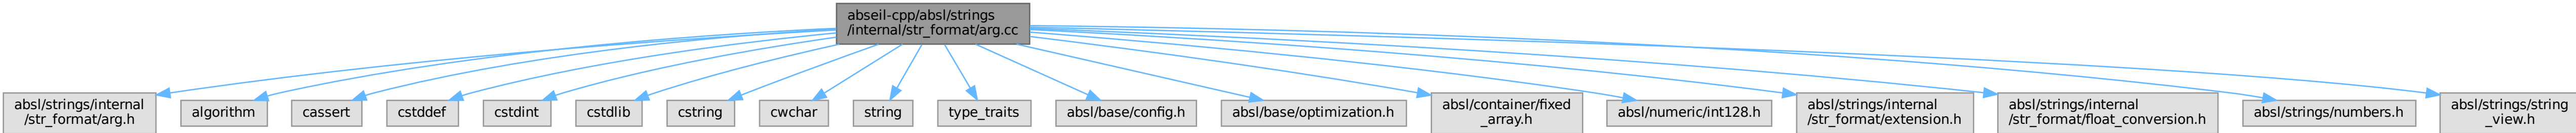 abseil-cpp/absl/strings
/internal/str_format/arg.cc
absl/strings/internal
/str_format/arg.h
algorithm
cassert
cstddef
cstdint
cstdlib
cstring
cwchar
string
type_traits
absl/base/config.h
absl/base/optimization.h
absl/container/fixed
_array.h
absl/numeric/int128.h
absl/strings/internal
/str_format/extension.h
absl/strings/internal
/str_format/float_conversion.h
absl/strings/numbers.h
absl/strings/string
_view.h